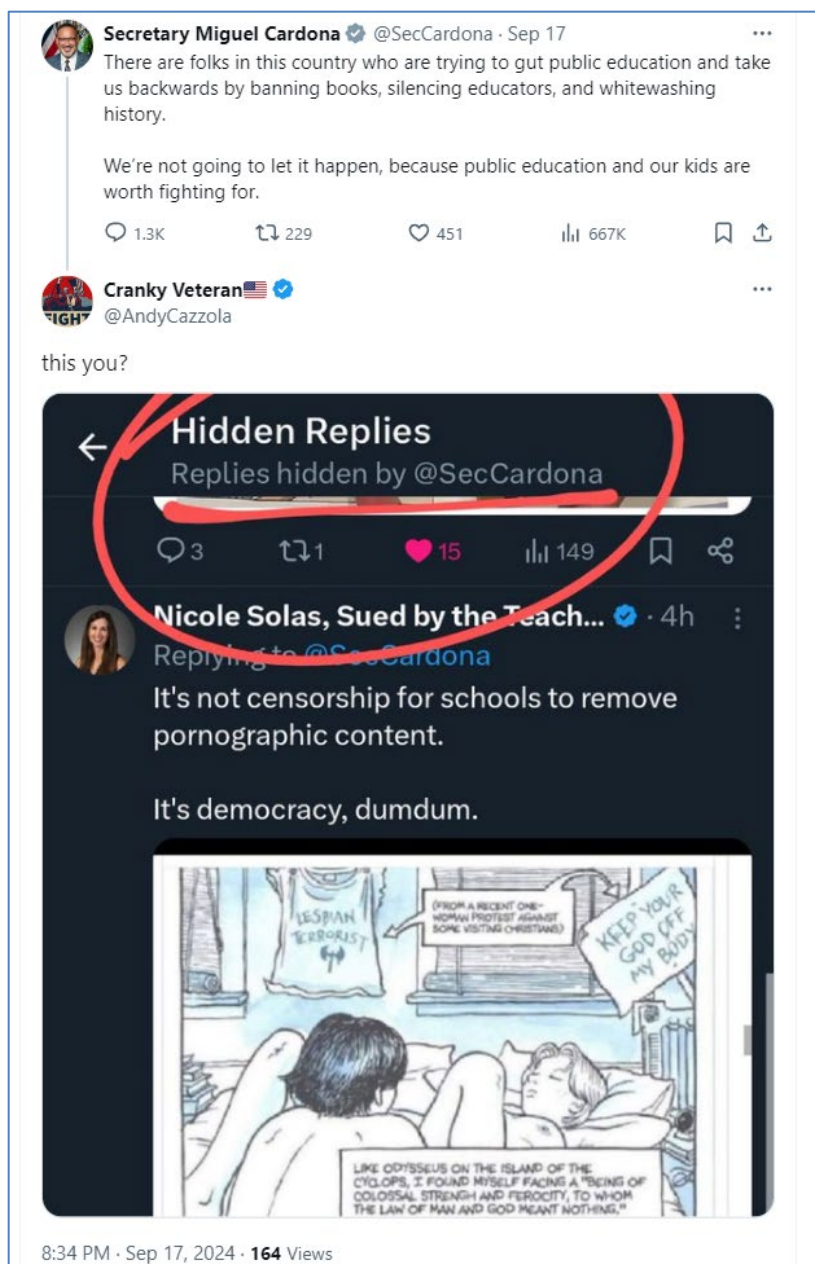 Secretary Miguel Cardona @SecCardona · Sep 17
There are folks in this country who are trying to gut public education and take
us backwards by banning books, silencing educators, and whitewashing
history.
We're not going to let it happen, because public education and our kids are
worth fighting for.
1.3K 229 451 667K
Cranky Veteran
@AndyCazzola
FIGHT
this you?
Hidden Replies
Replies hidden by @SecCardona
3 1 15 149
Nicole Solas, Sued by the Teach... · 4h
Replying to @SecCardona
It's not censorship for schools to remove
pornographic content.
It's democracy, dumdum.
LESBIAN
TERRORIST
(FROM A RECENT ONE-
WOMAN PROTEST AGAINST
SOME VISITING CHRISTIANS)
KEEP YOUR
GOD OFF
MY BODY
LIKE ODYSSEUS ON THE ISLAND OF THE
CYCLOPS, I FOUND MYSELF FACING A "BEING OF
COLOSSAL STRENGH AND FEROCITY, TO WHOM
THE LAW OF MAN AND GOD MEANT NOTHING."
8:34 PM · Sep 17, 2024 · 164 Views